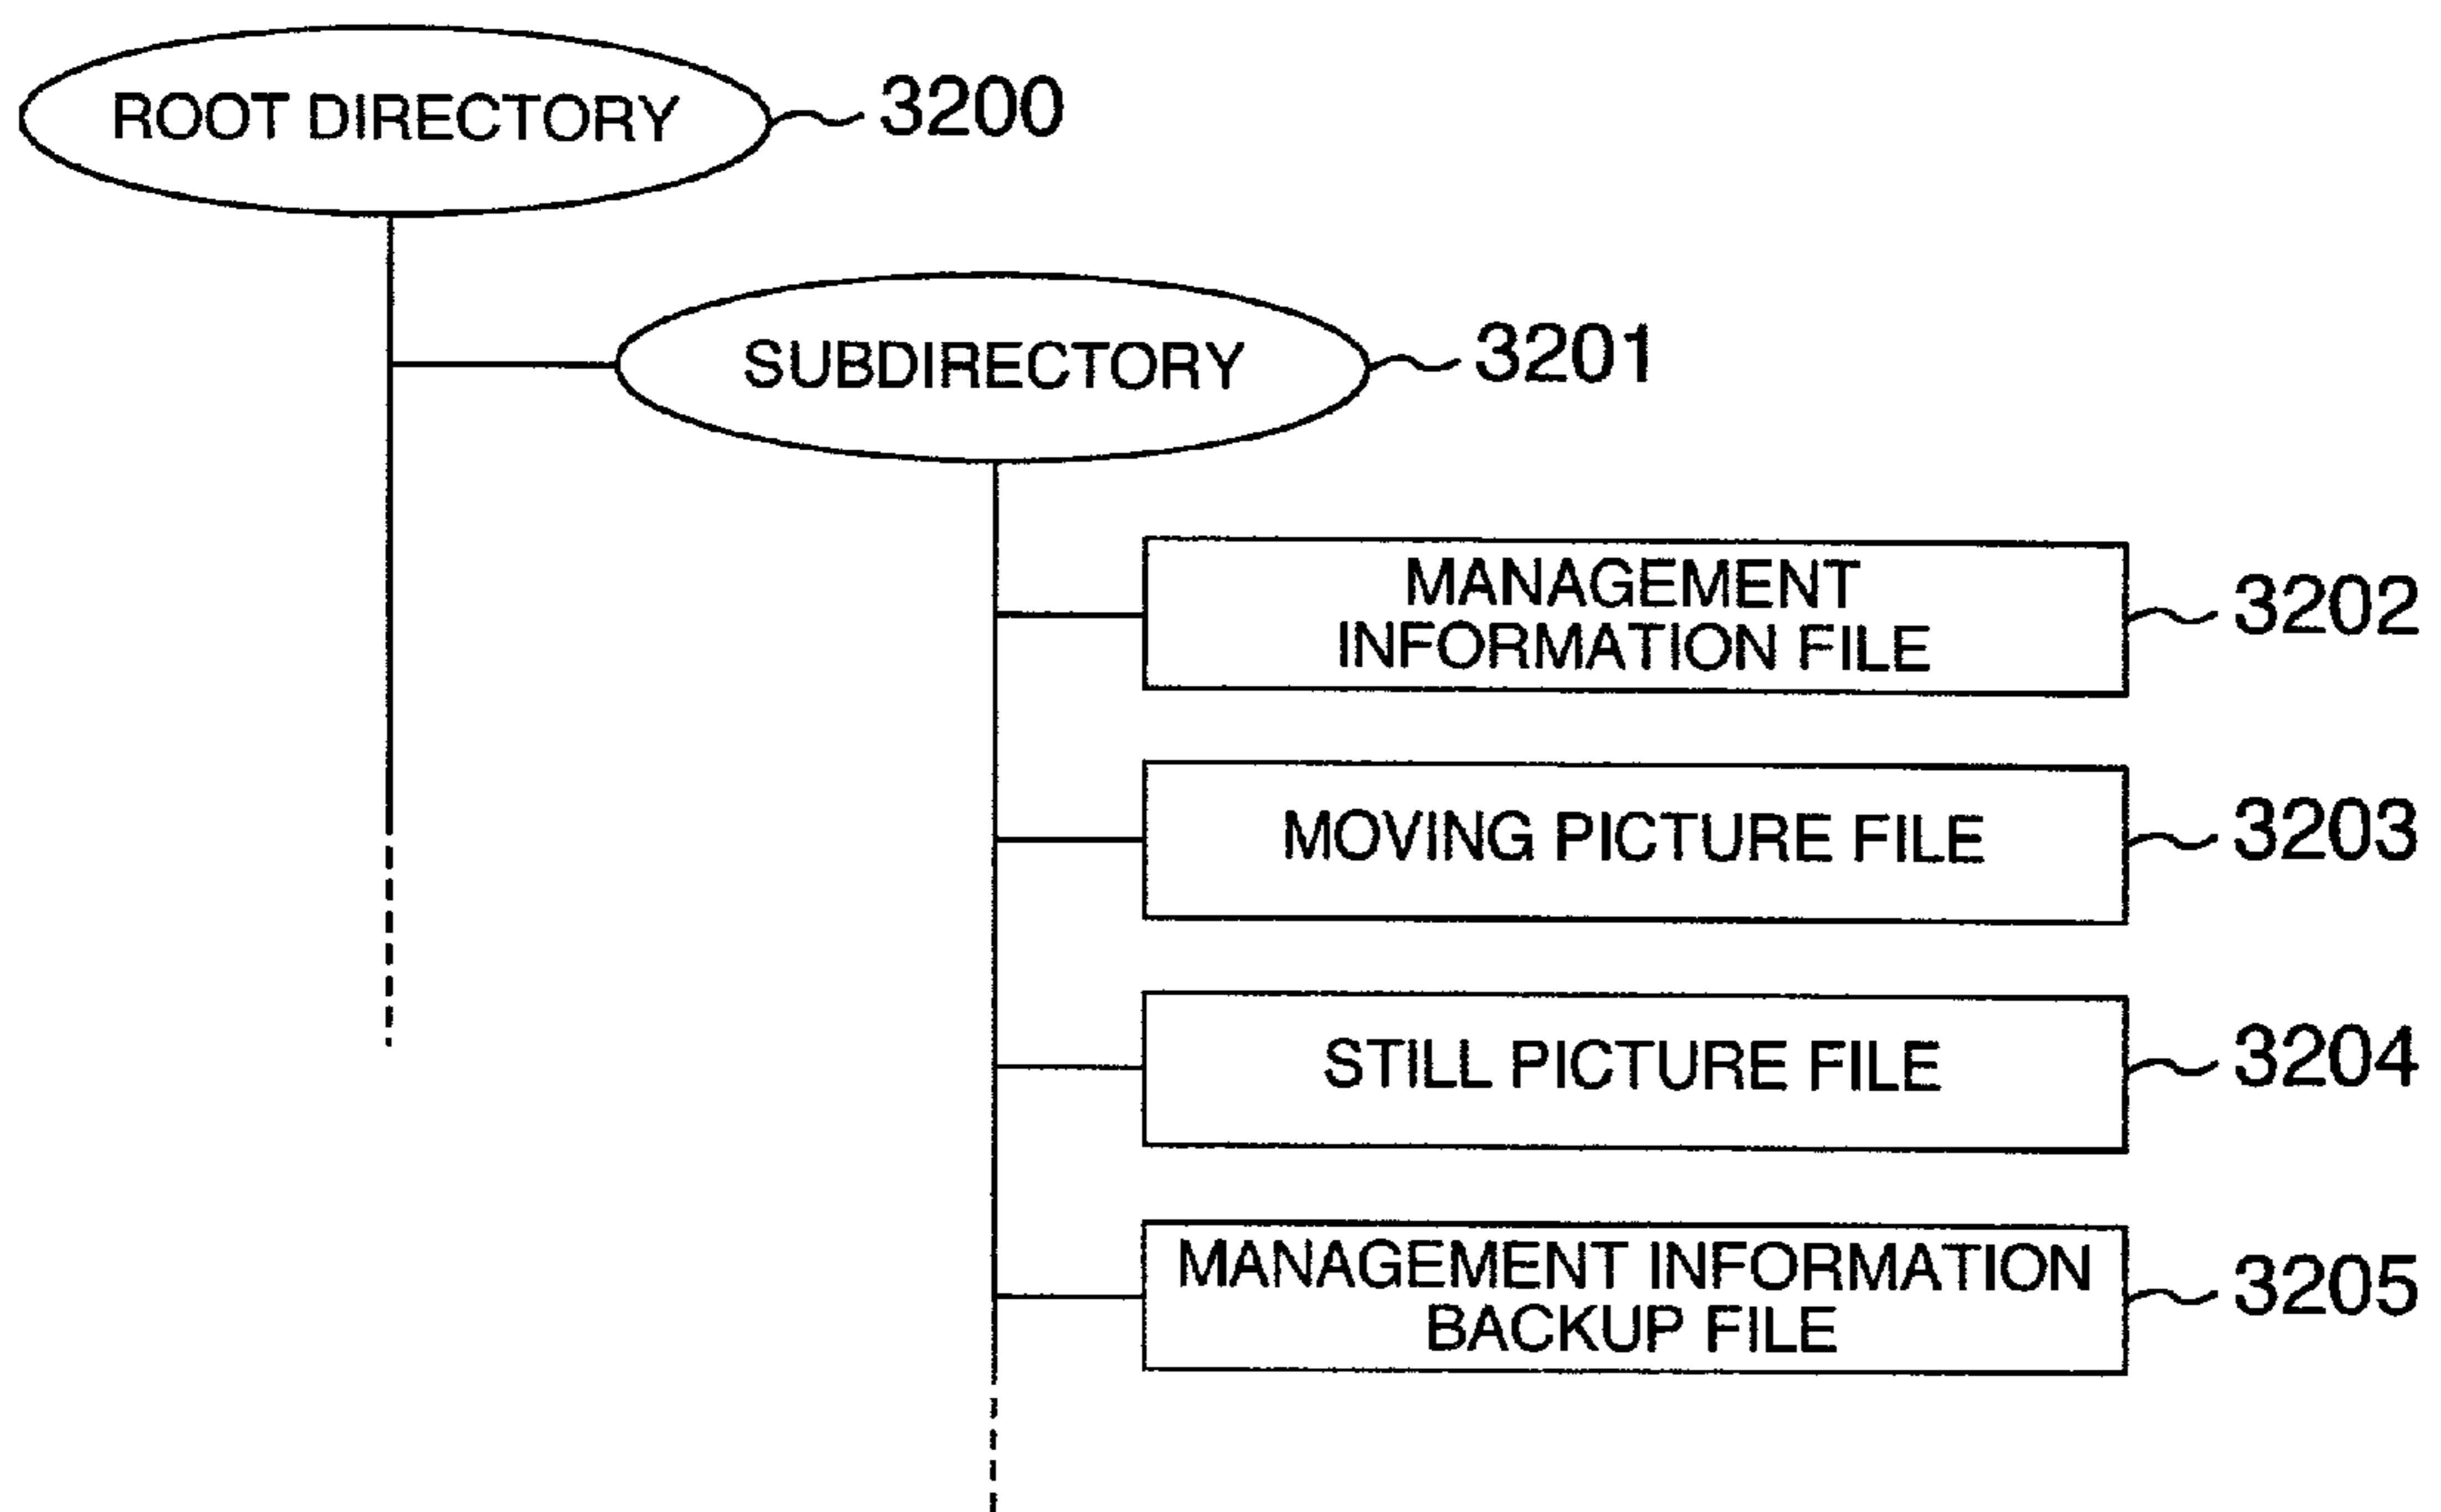 ROOT DIRECTORY 3200
SUBDIRECTORY 3201
MANAGEMENT
INFORMATION FILE 3202
MOVING PICTURE FILE 3203
STILL PICTURE FILE 3204
MANAGEMENT INFORMATION
BACKUP FILE 3205